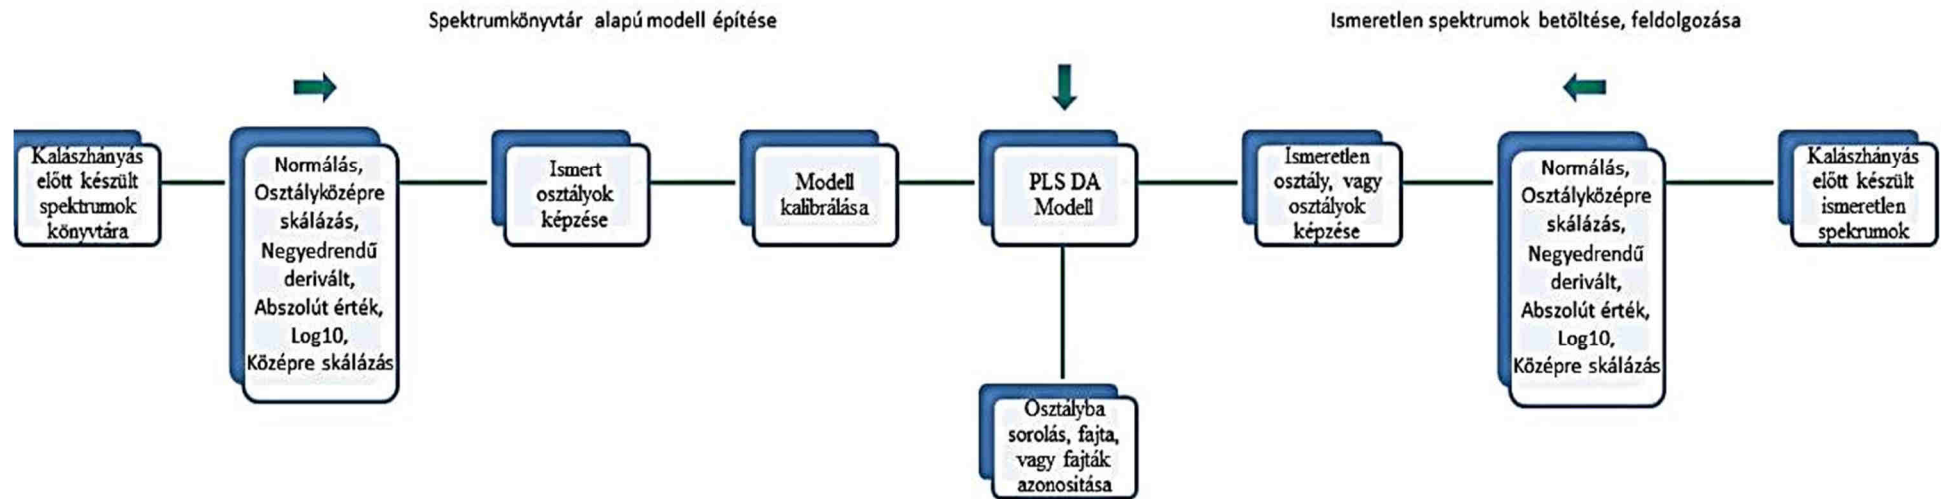 Spektrumkönyvtár alapú modell építése
Ismeretlen spektrumok betöltése, feldolgozása
Kalászhányás
előtt készült
spektrumok
könyvtára
Normálás,
Osztályközépre
skálázás,
Negyedrendű
derivált,
Abszolút érték,
Log10,
Középre skálázás
Ismert
osztályok
képzése
Modell
kalibrálása
PLS DA
Modell
Ismeretlen
osztály, vagy
osztályok
képzése
Normálás,
Osztályközépre
skálázás,
Negyedrendű
derivált,
Abszolút érték,
Log10,
Középre skálázás
Kalászhányás
előtt készült
ismeretlen
spekrumok
Osztályba
sorolás, fajta,
vagy fajták
azonositása